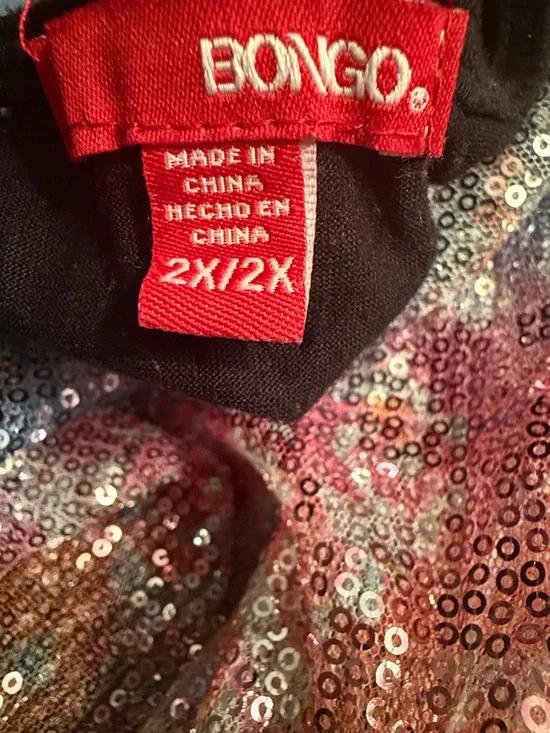 BONGO®
MADE IN
CHINA
HECHO EN
CHINA
2X/2X